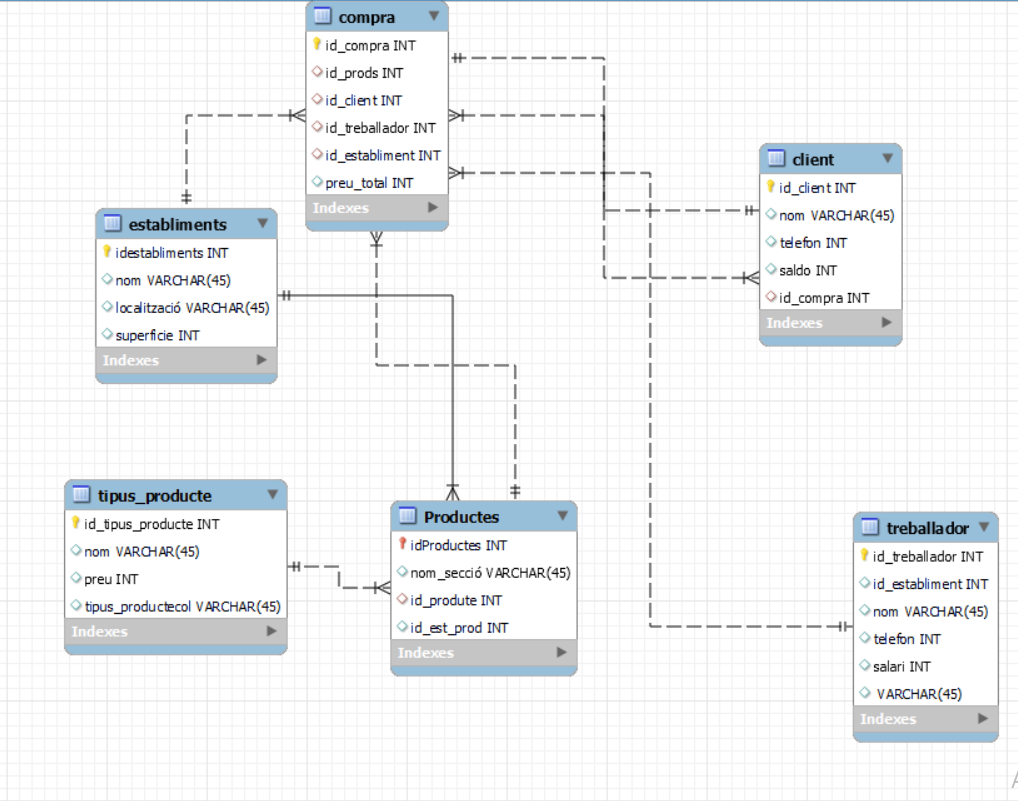 compra
id_compra INT
id_prods INT
id_client INT
id_treballador INT
id_establiment INT
preu_total INT
Indexes
client
id_client INT
nom VARCHAR(45)
telefon INT
saldo INT
id_compra INT
Indexes
establiments
idestabliments INT
nom VARCHAR(45)
localització VARCHAR(45)
superficie INT
Indexes
tipus_producte
id_tipus_producte INT
nom VARCHAR(45)
preu INT
tipus_productecol VARCHAR(45)
Indexes
Productes
idProductes INT
nom_secció VARCHAR(45)
id_produte INT
id_est_prod INT
Indexes
treballador
id_treballador INT
id_establiment INT
nom VARCHAR(45)
telefon INT
salari INT
VARCHAR(45)
Indexes